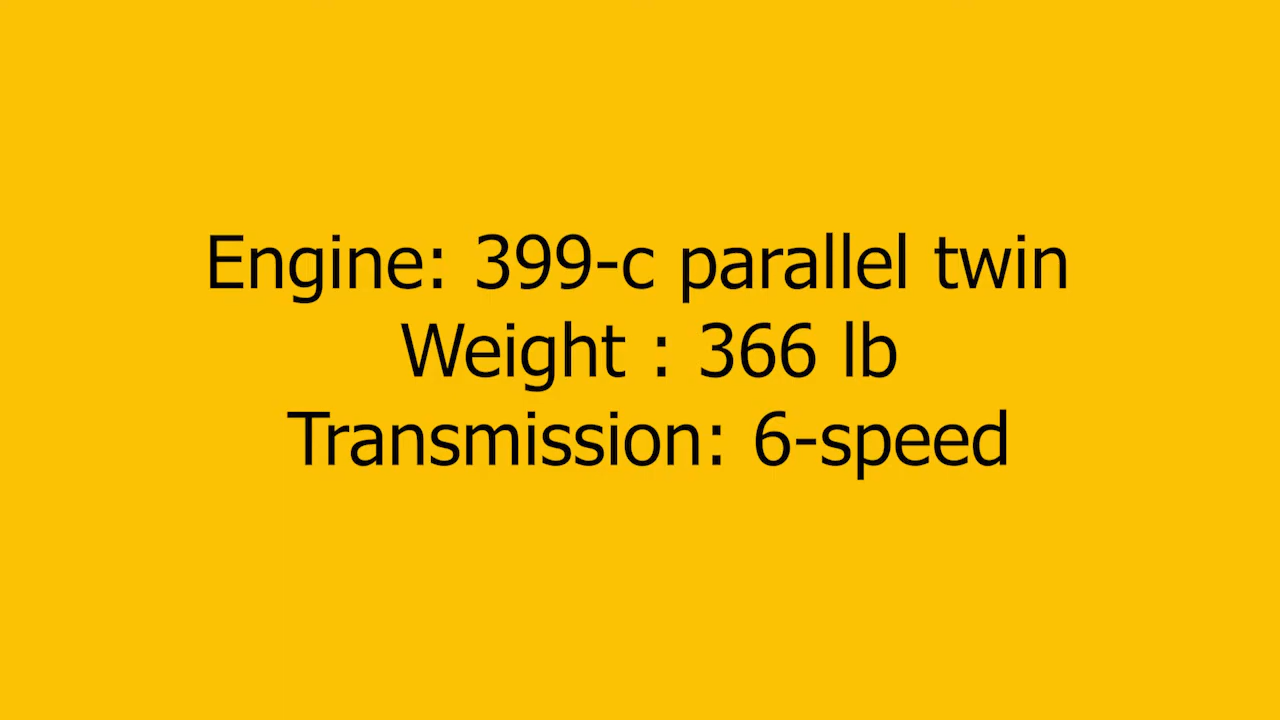 Engine: 399-c parallel twin
Weight : 366 lb
Transmission: 6-speed